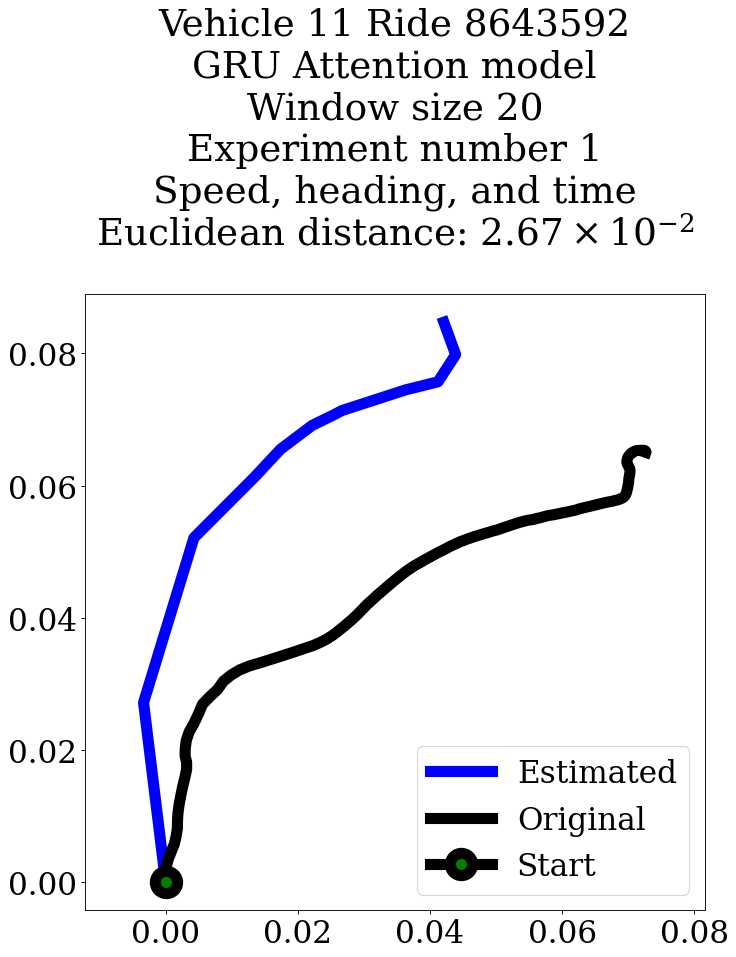 Vehicle 11 Ride 8643592
GRU Attention model
Window size 20
Experiment number 1
Speed, heading, and time
Euclidean distance: 2.67 × 10⁻²
0.08
0.06
0.04
0.02
0.00
Estimated
Original
Start
0.00 0.02 0.04 0.06 0.08